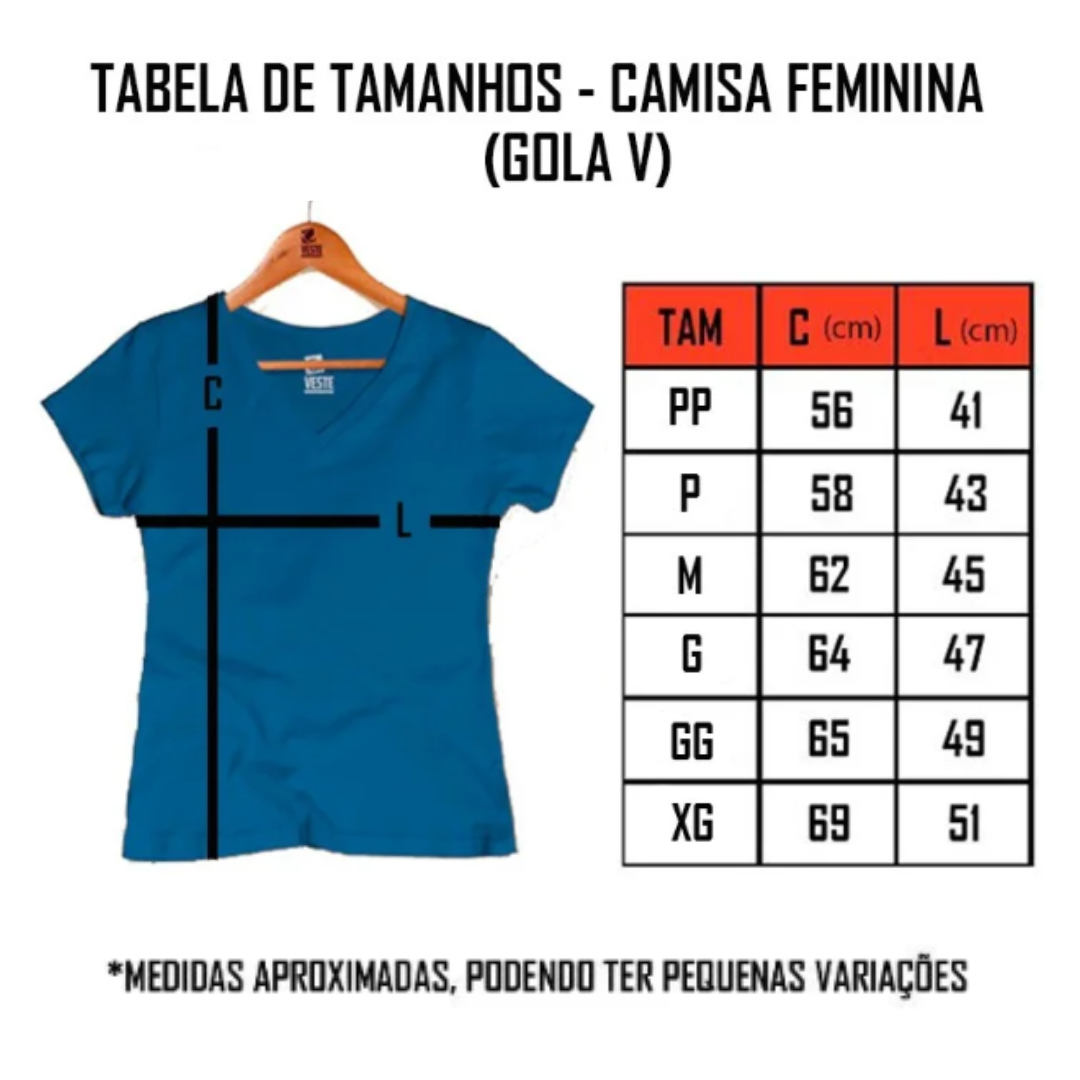 TABELA DE TAMANHOS - CAMISA FEMININA
(GOLA V)
VESTE
VESTE
C
L
TAM C (cm) L (cm)
PP 56 41
P 58 43
M 62 45
G 64 47
GG 65 49
XG 69 51
*MEDIDAS APROXIMADAS, PODENDO TER PEQUENAS VARIAÇÕES